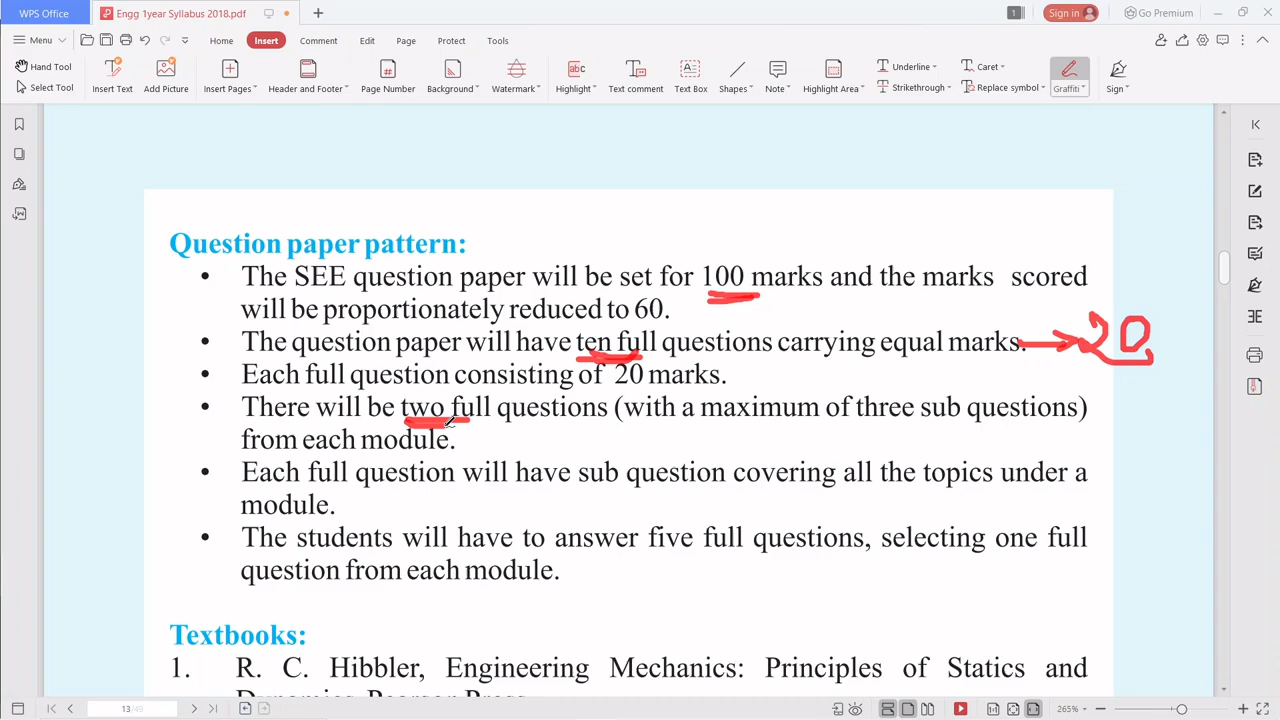 WPS Office
Engg 1year Syllabus 2018.pdf
1
Sign in
Go Premium
Menu
Home
Insert
Comment
Edit
Page
Protect
Tools
Hand Tool
Select Tool
Insert Text
Add Picture
Insert Pages
Header and Footer
Page Number
Background
Watermark
abc
Highlight
Text comment
Text Box
Shapes
Note
Highlight Area
Underline
Strikethrough
Caret
Replace symbol
Graffiti
Sign
Question paper pattern:
• The SEE question paper will be set for 100 marks and the marks scored
will be proportionately reduced to 60.
• The question paper will have ten full questions carrying equal marks. 20
• Each full question consisting of 20 marks.
• There will be two full questions (with a maximum of three sub questions)
from each module.
• Each full question will have sub question covering all the topics under a
module.
• The students will have to answer five full questions, selecting one full
question from each module.
Textbooks:
1. R. C. Hibbler, Engineering Mechanics: Principles of Statics and
Dynamics, Pearson Press.
13/49
265%